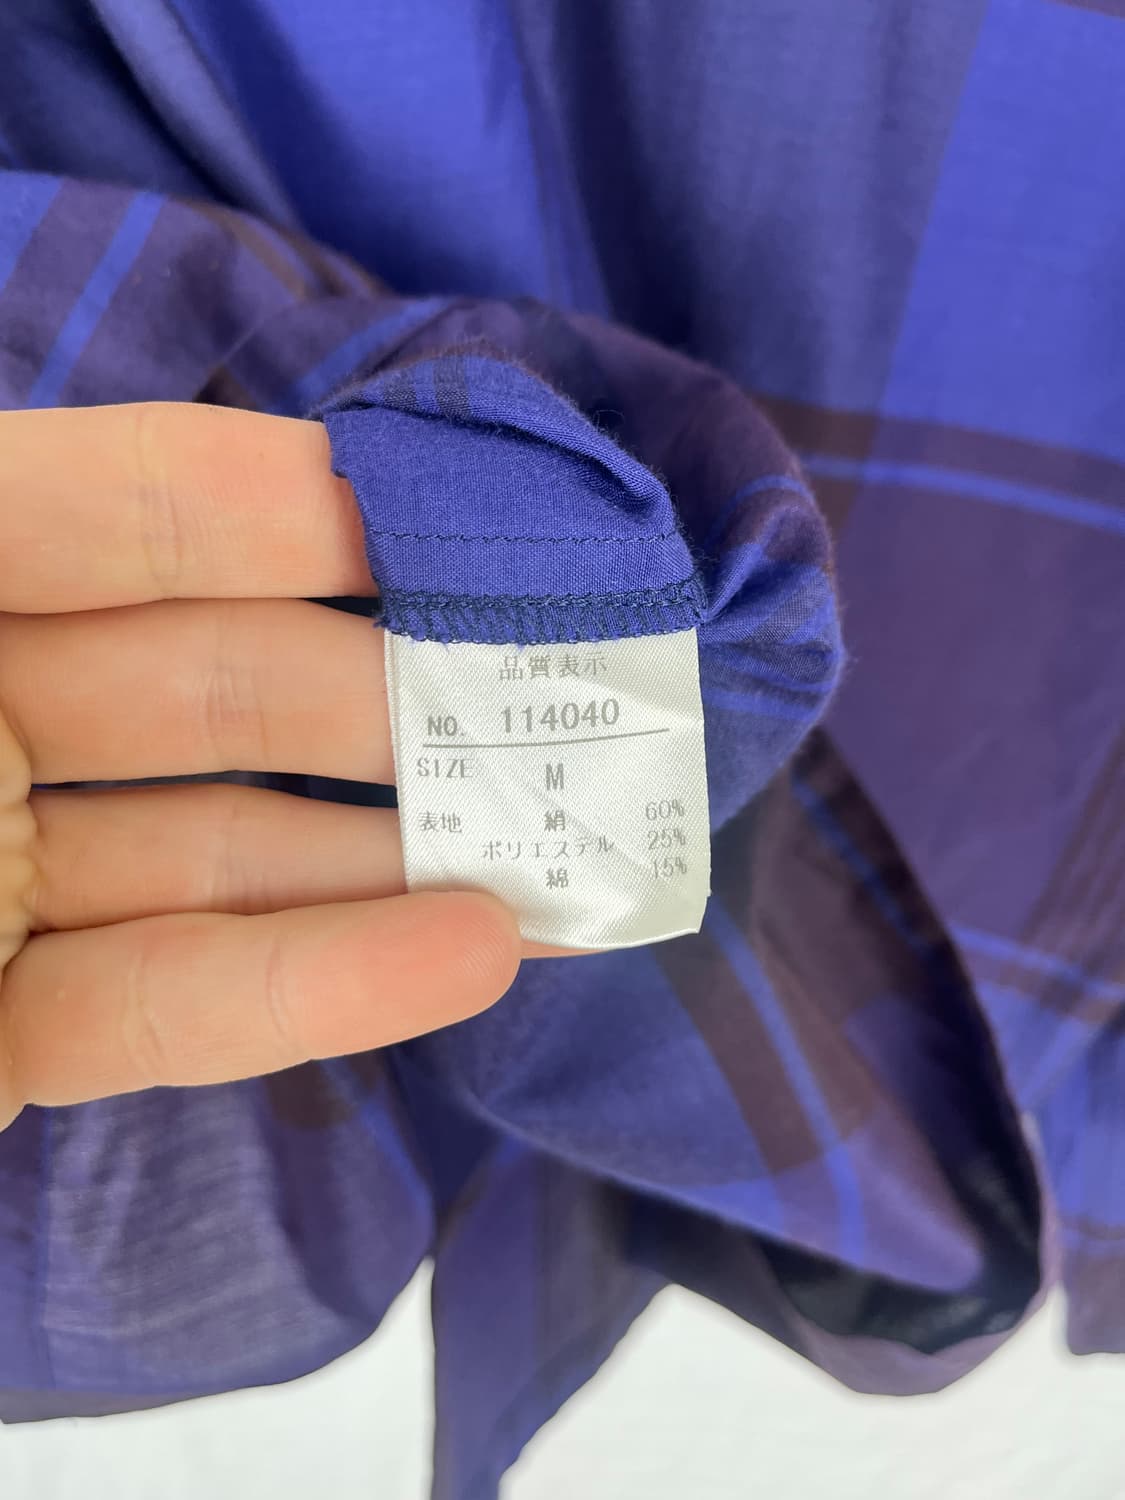 品質表示
NO. 114040
SIZE M
表地 絹 60%
ポリエステル 25%
綿 15%